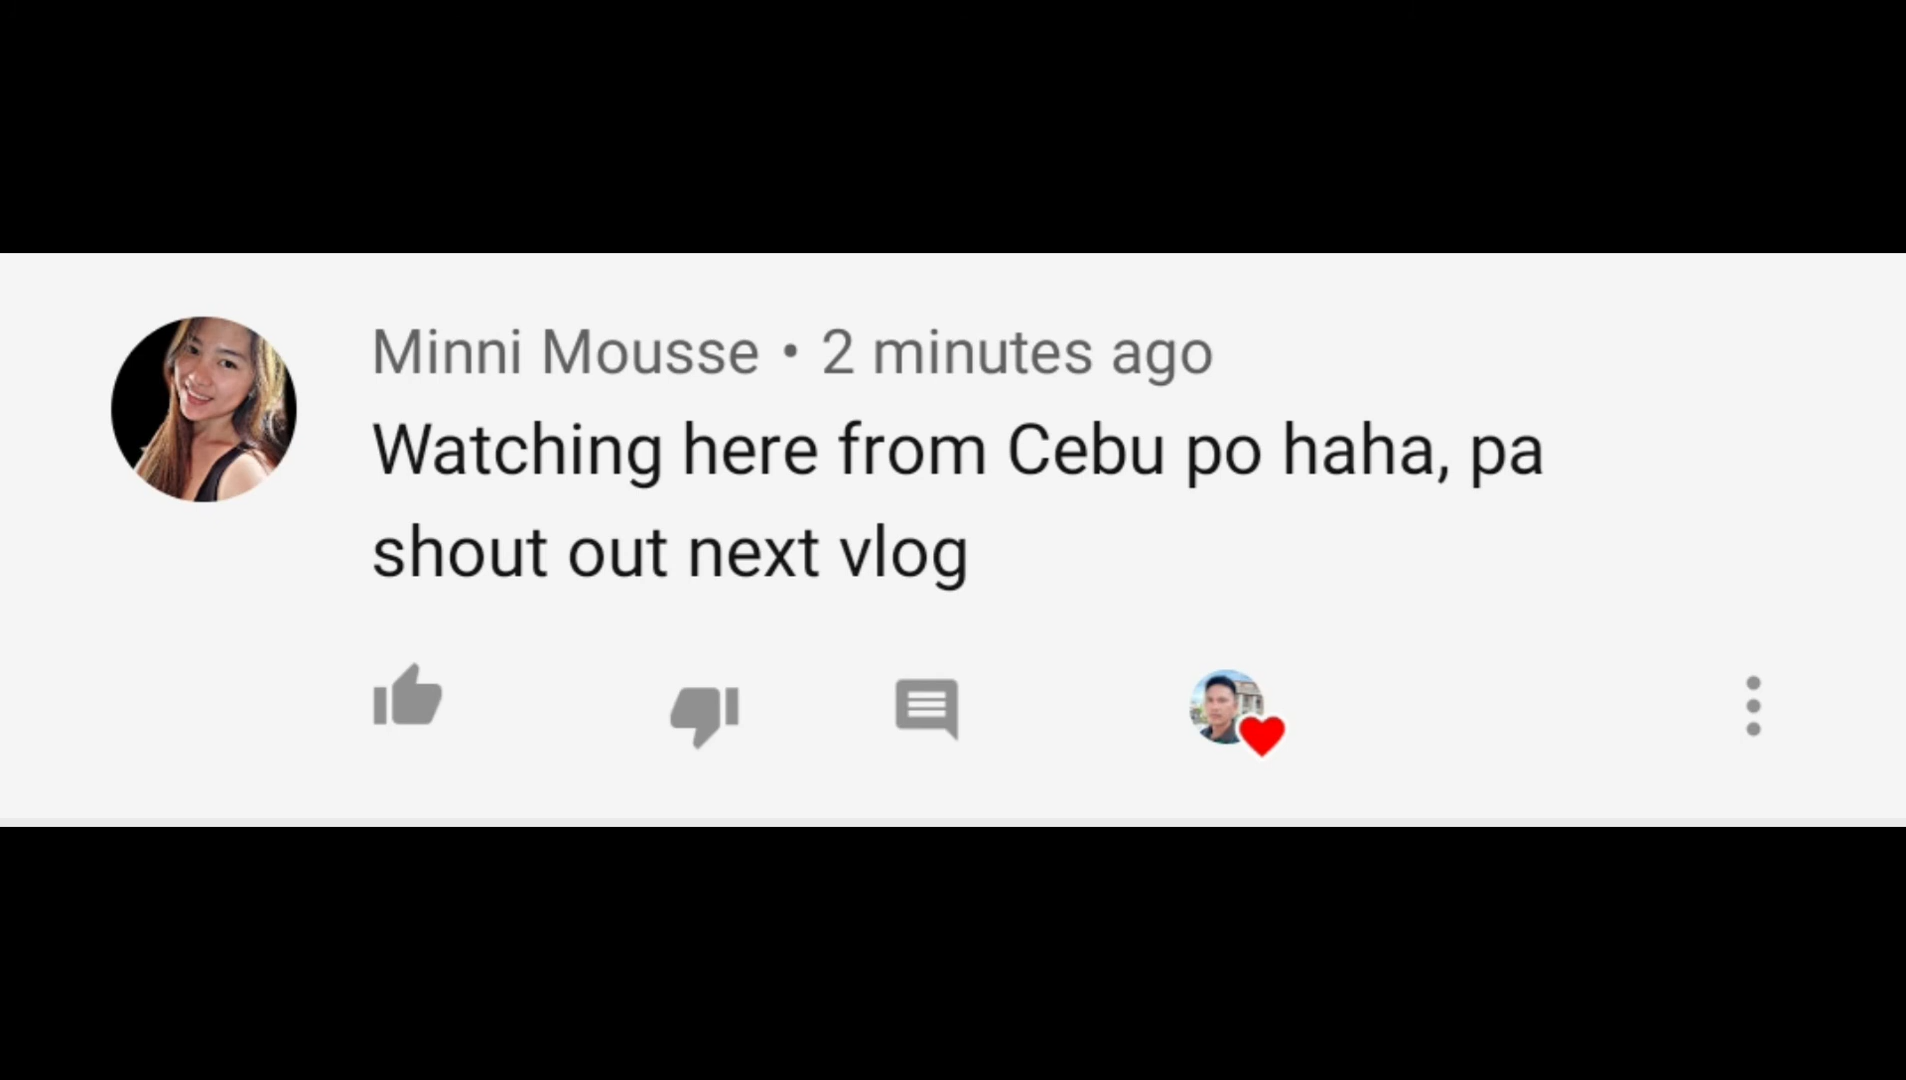 Minni Mousse • 2 minutes ago
Watching here from Cebu po haha, pa
shout out next vlog